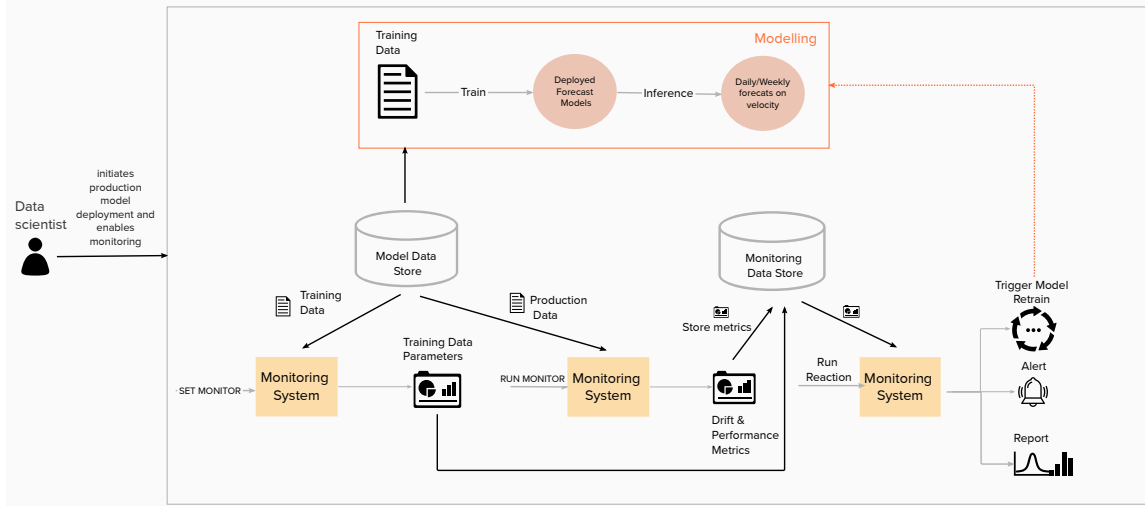 Training
Data
Modelling
Train
Deployed
Forecast
Models
Inference
Daily/Weekly
forecats on
velocity
initiates
production
model
deployment and
enables
monitoring
Data
scientist
Model Data
Store
Monitoring
Data Store
Training
Data
Production
Data
Store metrics
Trigger Model
Retrain
Training Data
Parameters
SET MONITOR
Monitoring
System
RUN MONITOR
Monitoring
System
Drift &
Performance
Metrics
Run
Reaction
Monitoring
System
Alert
Report